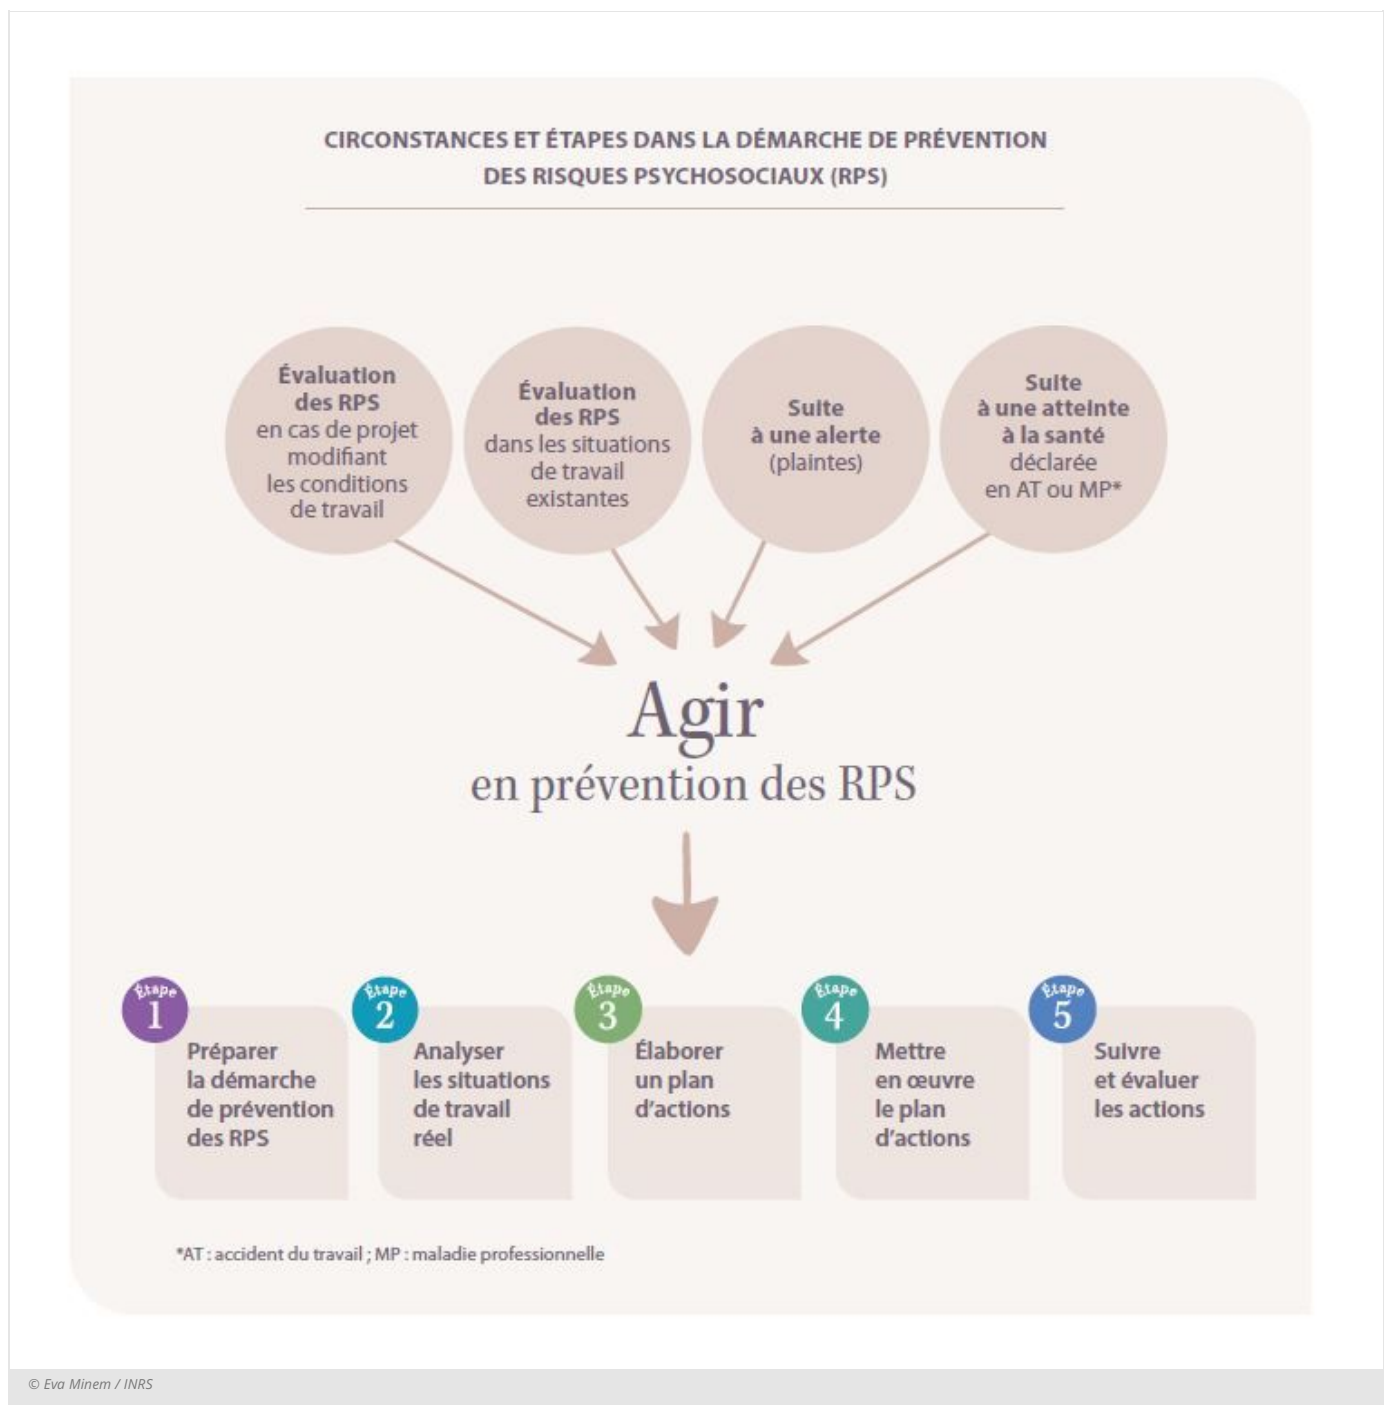 CIRCONSTANCES ET ÉTAPES DANS LA DÉMARCHE DE PRÉVENTION
DES RISQUES PSYCHOSOCIAUX (RPS)
Évaluation
des RPS
en cas de projet
modifiant
les conditions
de travail
Évaluation
des RPS
dans les situations
de travail
existantes
Suite
à une alerte
(plaintes)
Suite
à une atteinte
à la santé
déclarée
en AT ou MP*
Agir
en prévention des RPS
Étape
1
Préparer
la démarche
de prévention
des RPS
Étape
2
Analyser
les situations
de travail
réel
Étape
3
Élaborer
un plan
d'actions
Étape
4
Mettre
en œuvre
le plan
d'actions
Étape
5
Suivre
et évaluer
les actions
*AT : accident du travail ; MP : maladie professionnelle
© Eva Minem / INRS